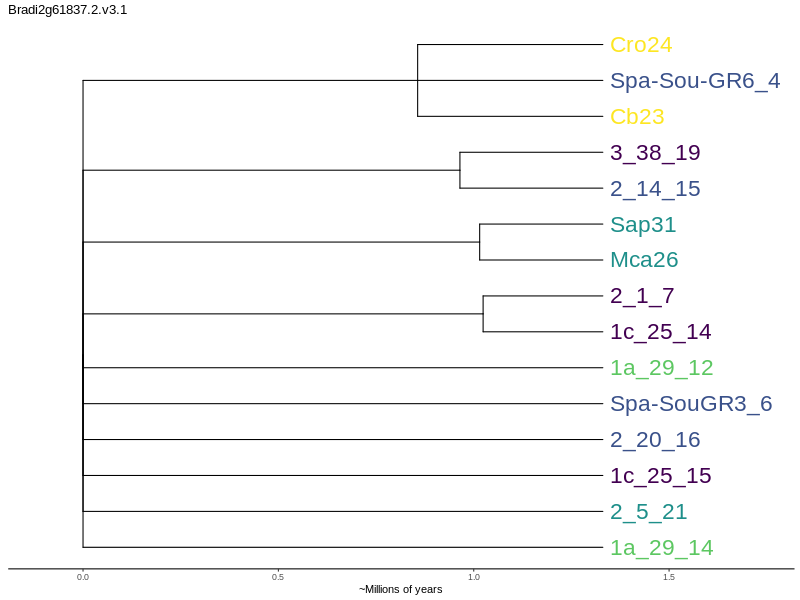 Bradi2g61837.2.v3.1
Cro24
Spa-Sou-GR6_4
Cb23
3_38_19
2_14_15
Sap31
Mca26
2_1_7
1c_25_14
1a_29_12
Spa-SouGR3_6
2_20_16
1c_25_15
2_5_21
1a_29_14
0.0 0.5 1.0 1.5
~Millions of years